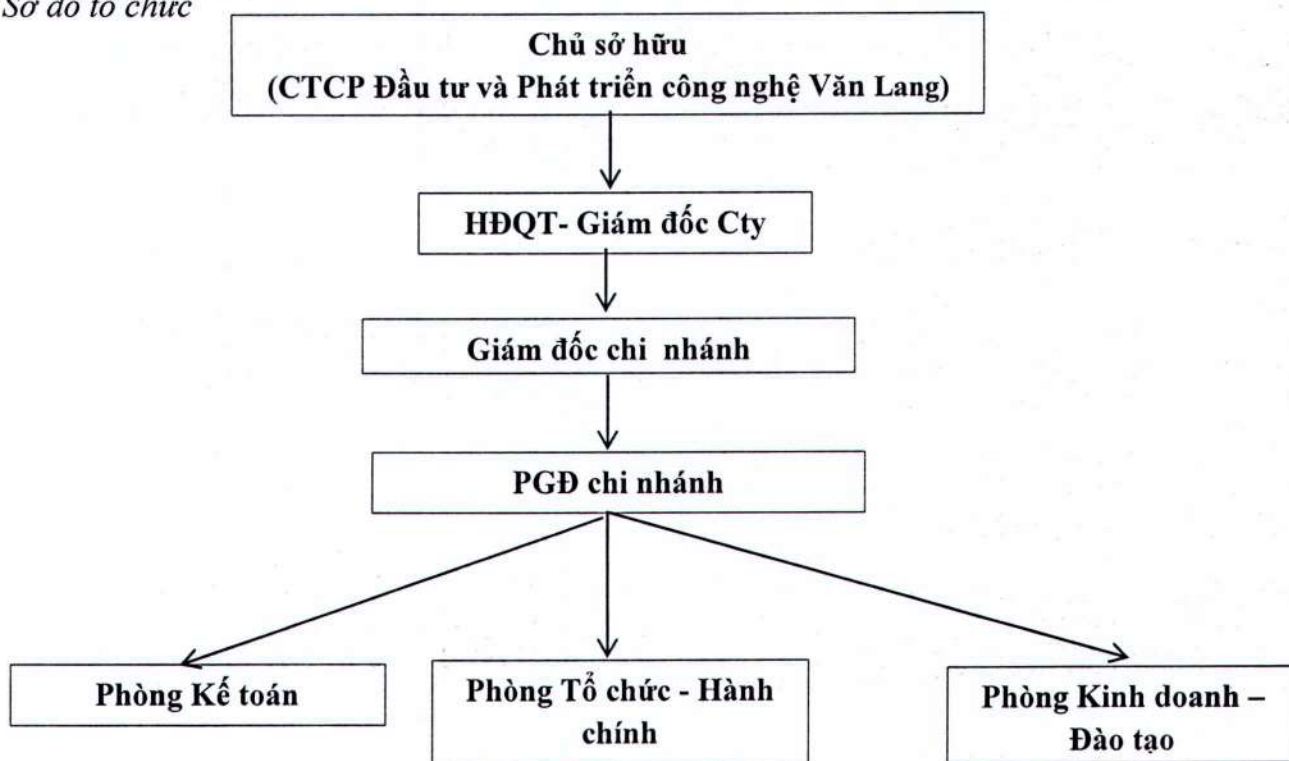 Sơ đồ tổ chức
Chủ sở hữu
(CTCP Đầu tư và Phát triển công nghệ Văn Lang)
HĐQT- Giám đốc Cty
Giám đốc chi nhánh
PGĐ chi nhánh
Phòng Kế toán
Phòng Tổ chức - Hành
chính
Phòng Kinh doanh –
Đào tạo